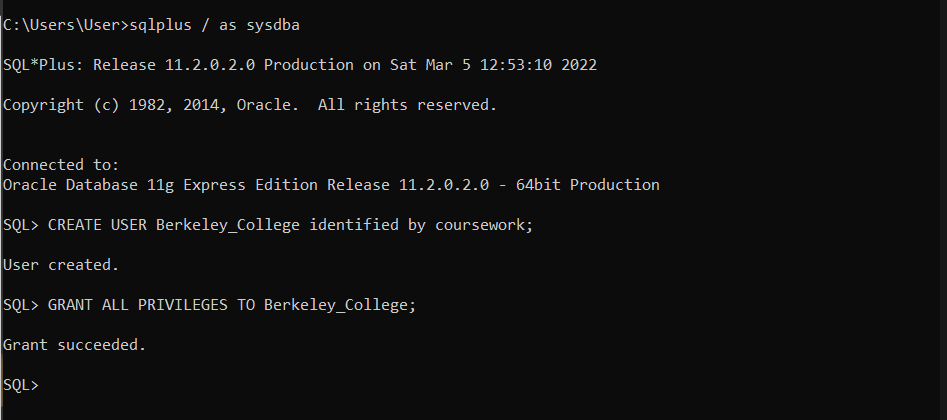 C:\Users\User>sqlplus / as sysdba
SQL*Plus: Release 11.2.0.2.0 Production on Sat Mar 5 12:53:10 2022
Copyright (c) 1982, 2014, Oracle.  All rights reserved.
Connected to:
Oracle Database 11g Express Edition Release 11.2.0.2.0 - 64bit Production
SQL> CREATE USER Berkeley_College identified by coursework;
User created.
SQL> GRANT ALL PRIVILEGES TO Berkeley_College;
Grant succeeded.
SQL>